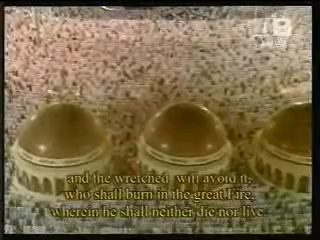 and the wretched will avoid it,
who shall burn in the great Fire,
wherein he shall neither die nor live.